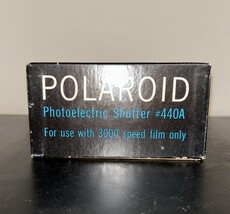 POLAROID
Photoelectric Shutter #440A
For use with 3000 speed film only